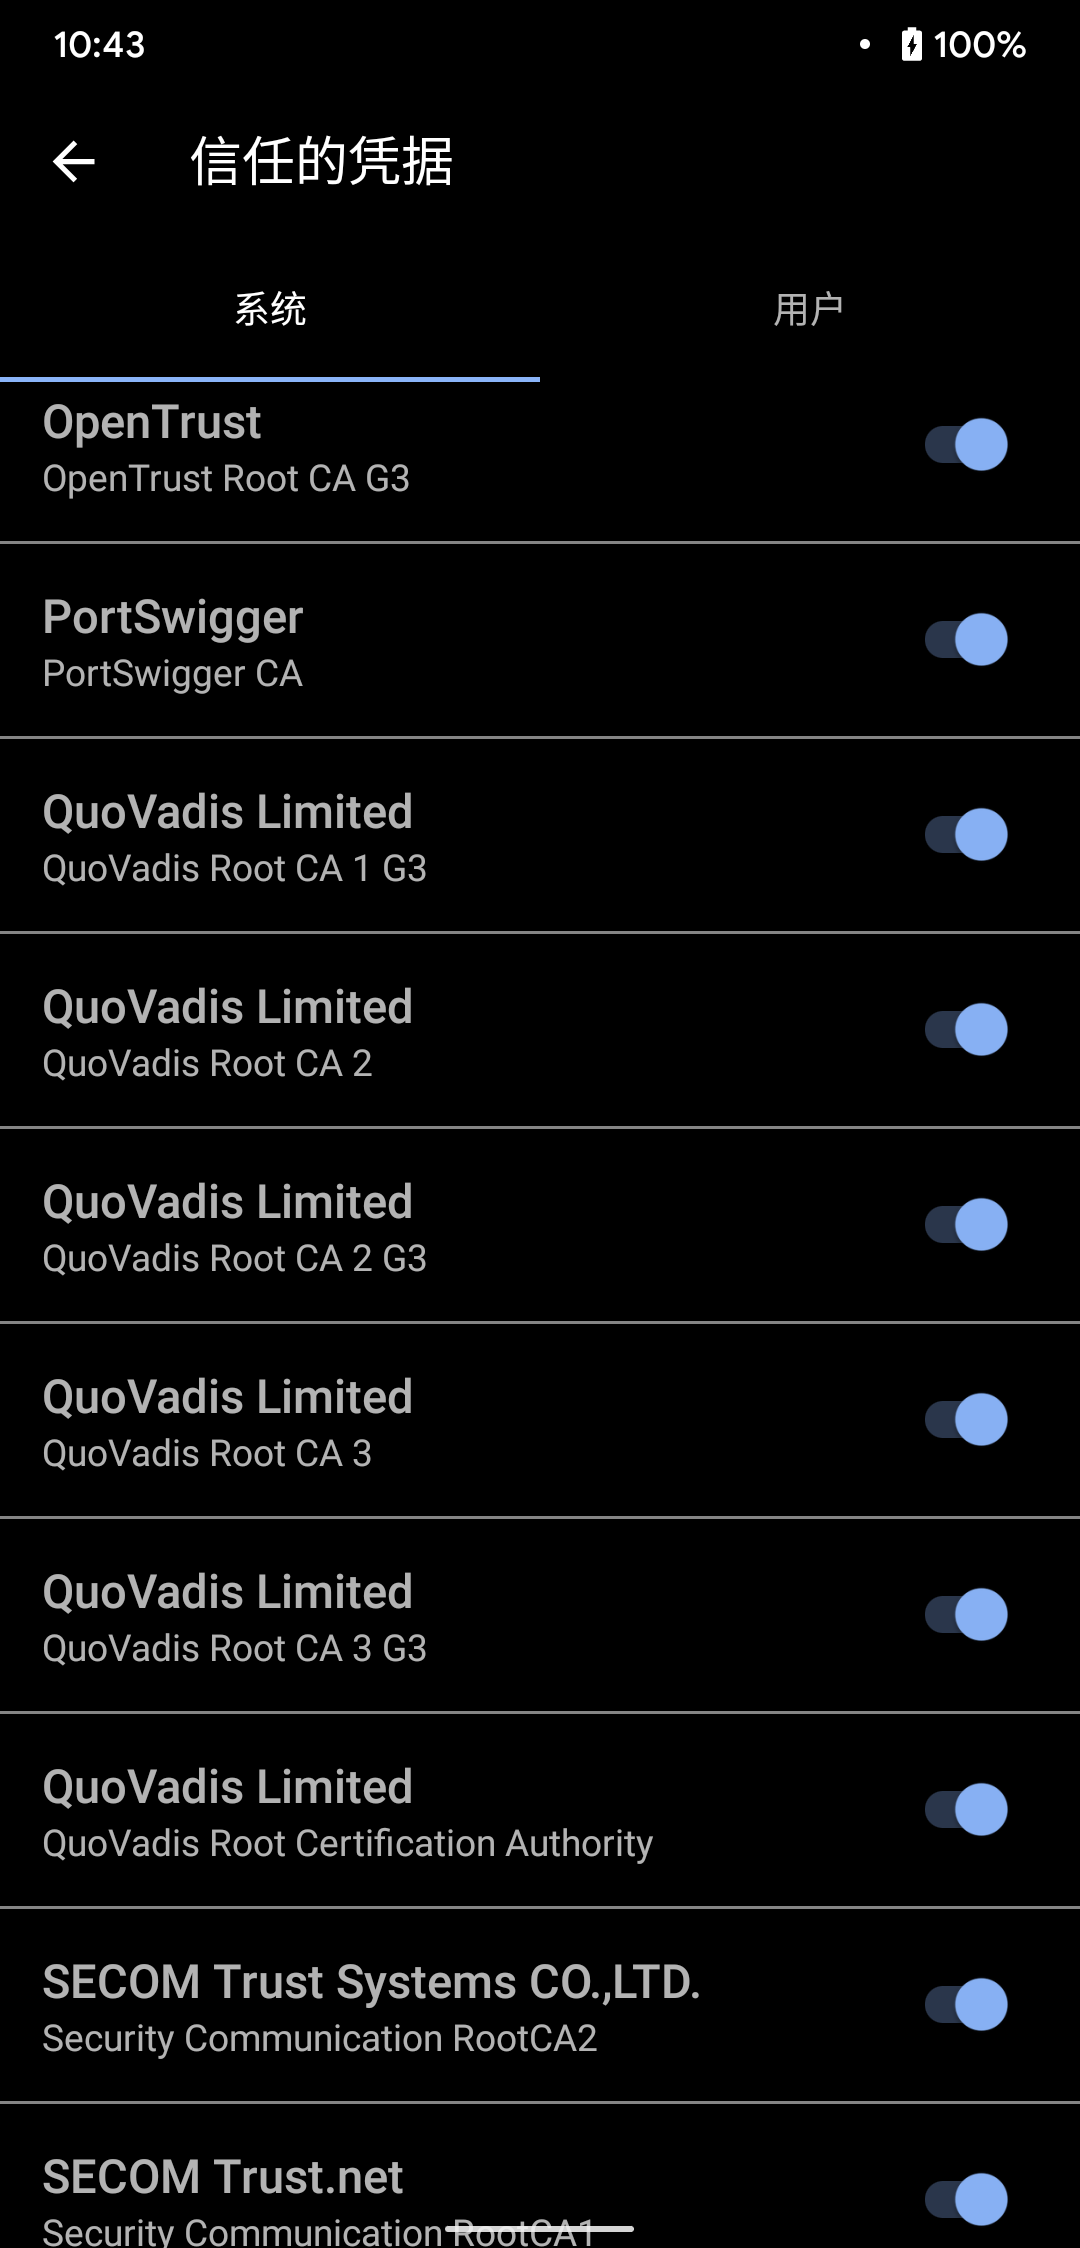 10:43
100%
信任的凭据
系统
用户
OpenTrust
OpenTrust Root CA G3
PortSwigger
PortSwigger CA
QuoVadis Limited
QuoVadis Root CA 1 G3
QuoVadis Limited
QuoVadis Root CA 2
QuoVadis Limited
QuoVadis Root CA 2 G3
QuoVadis Limited
QuoVadis Root CA 3
QuoVadis Limited
QuoVadis Root CA 3 G3
QuoVadis Limited
QuoVadis Root Certification Authority
SECOM Trust Systems CO.,LTD.
Security Communication RootCA2
SECOM Trust.net
Security Communication RootCA1